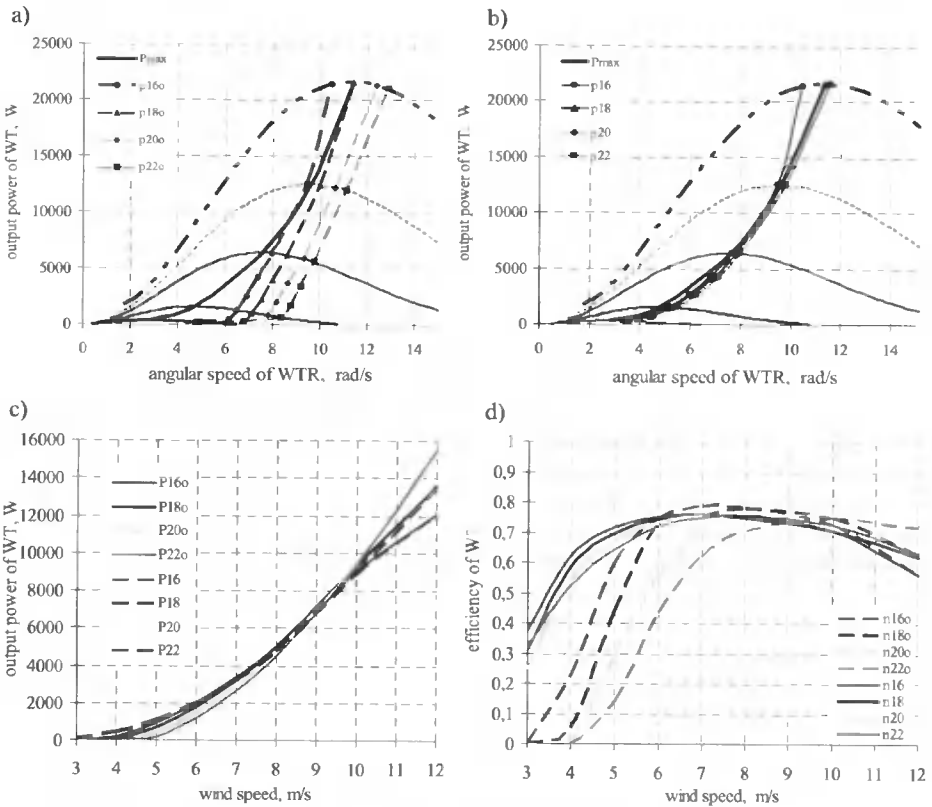 a)
output power of WT, W
25000
20000
15000
10000
5000
0
Pmax
p16o
p18o
p20o
p22o
0 2 4 6 8 10 12 14
angular speed of WTR, rad/s
b)
output power of WT, W
25000
20000
15000
10000
5000
0
Pmax
p16
p18
p20
p22
0 2 4 6 8 10 12 14
angular speed of WTR, rad/s
c)
output power of WT, W
16000
14000
12000
10000
8000
6000
4000
2000
0
P16o
P18o
P20o
P22o
P16
P18
P20
P22
3 4 5 6 7 8 9 10 11 12
wind speed, m/s
d)
efficiency of WT
1
0,9
0,8
0,7
0,6
0,5
0,4
0,3
0,2
0,1
0
n16o
n18o
n20o
n22o
n16
n18
n20
n22
3 4 5 6 7 8 9 10 11 12
wind speed, m/s